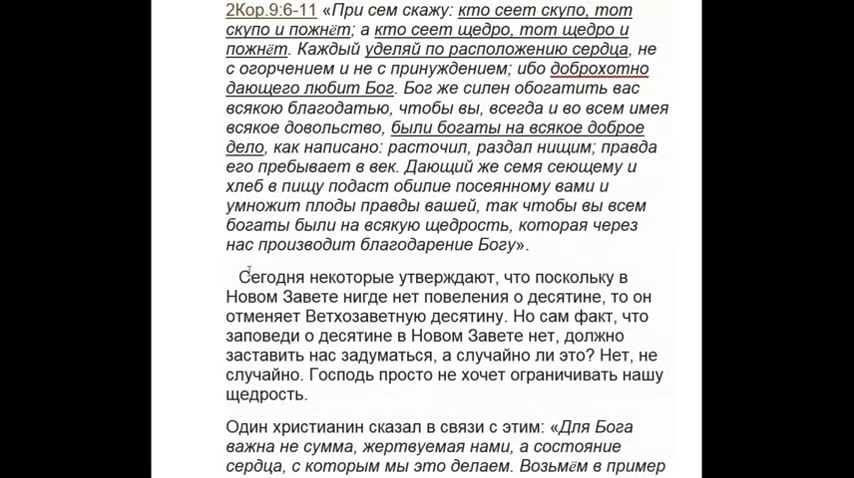 2Кор.9:6-11 «При сем скажу: кто сеет скупо, тот
скупо и пожнёт; а кто сеет щедро, тот щедро и
пожнёт. Каждый уделяй по расположению сердца, не
с огорчением и не с принуждением; ибо доброхотно
дающего любит Бог. Бог же силен обогатить вас
всякою благодатью, чтобы вы, всегда и во всем имея
всякое довольство, были богаты на всякое доброе
дело, как написано: расточил, раздал нищим; правда
его пребывает в век. Дающий же семя сеющему и
хлеб в пищу подаст обилие посеянному вами и
умножит плоды правды вашей, так чтобы вы всем
богаты были на всякую щедрость, которая через
нас производит благодарение Богу».
Сегодня некоторые утверждают, что поскольку в
Новом Завете нигде нет повеления о десятине, то он
отменяет Ветхозаветную десятину. Но сам факт, что
заповеди о десятине в Новом Завете нет, должно
заставить нас задуматься, а случайно ли это? Нет, не
случайно. Господь просто не хочет ограничивать нашу
щедрость.
Один христианин сказал в связи с этим: «Для Бога
важна не сумма, жертвуемая нами, а состояние
сердца, с которым мы это делаем. Возьмём в пример